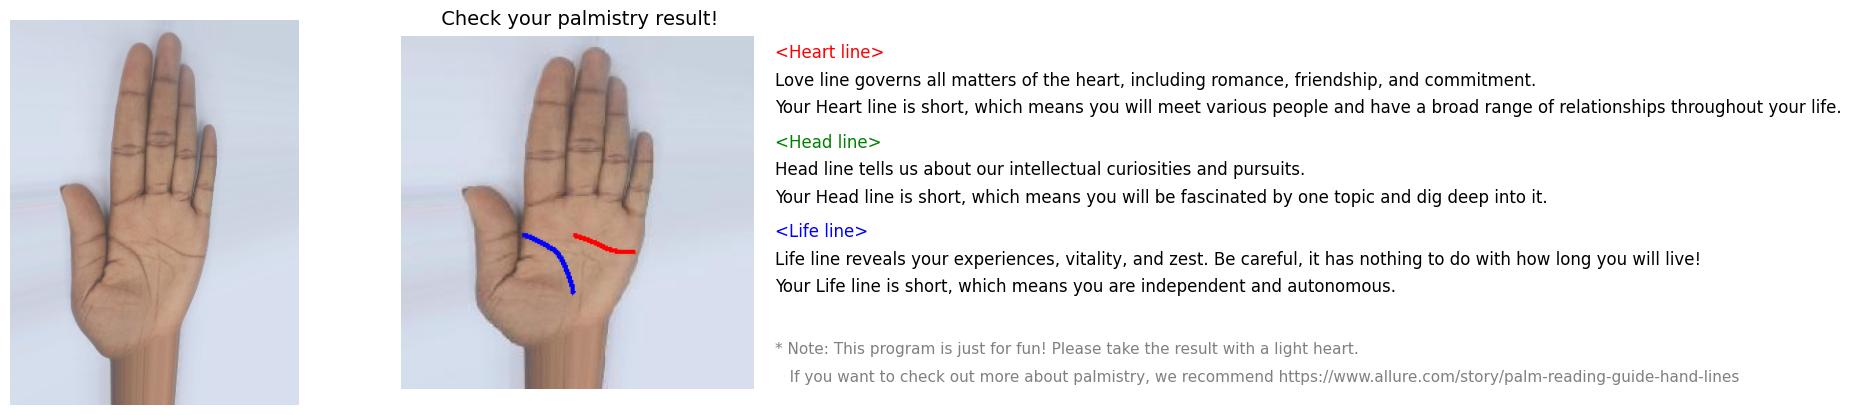 Check your palmistry result!
<Heart line>
Love line governs all matters of the heart, including romance, friendship, and commitment.
Your Heart line is short, which means you will meet various people and have a broad range of relationships throughout your life.
<Head line>
Head line tells us about our intellectual curiosities and pursuits.
Your Head line is short, which means you will be fascinated by one topic and dig deep into it.
<Life line>
Life line reveals your experiences, vitality, and zest. Be careful, it has nothing to do with how long you will live!
Your Life line is short, which means you are independent and autonomous.
* Note: This program is just for fun! Please take the result with a light heart.
If you want to check out more about palmistry, we recommend https://www.allure.com/story/palm-reading-guide-hand-lines